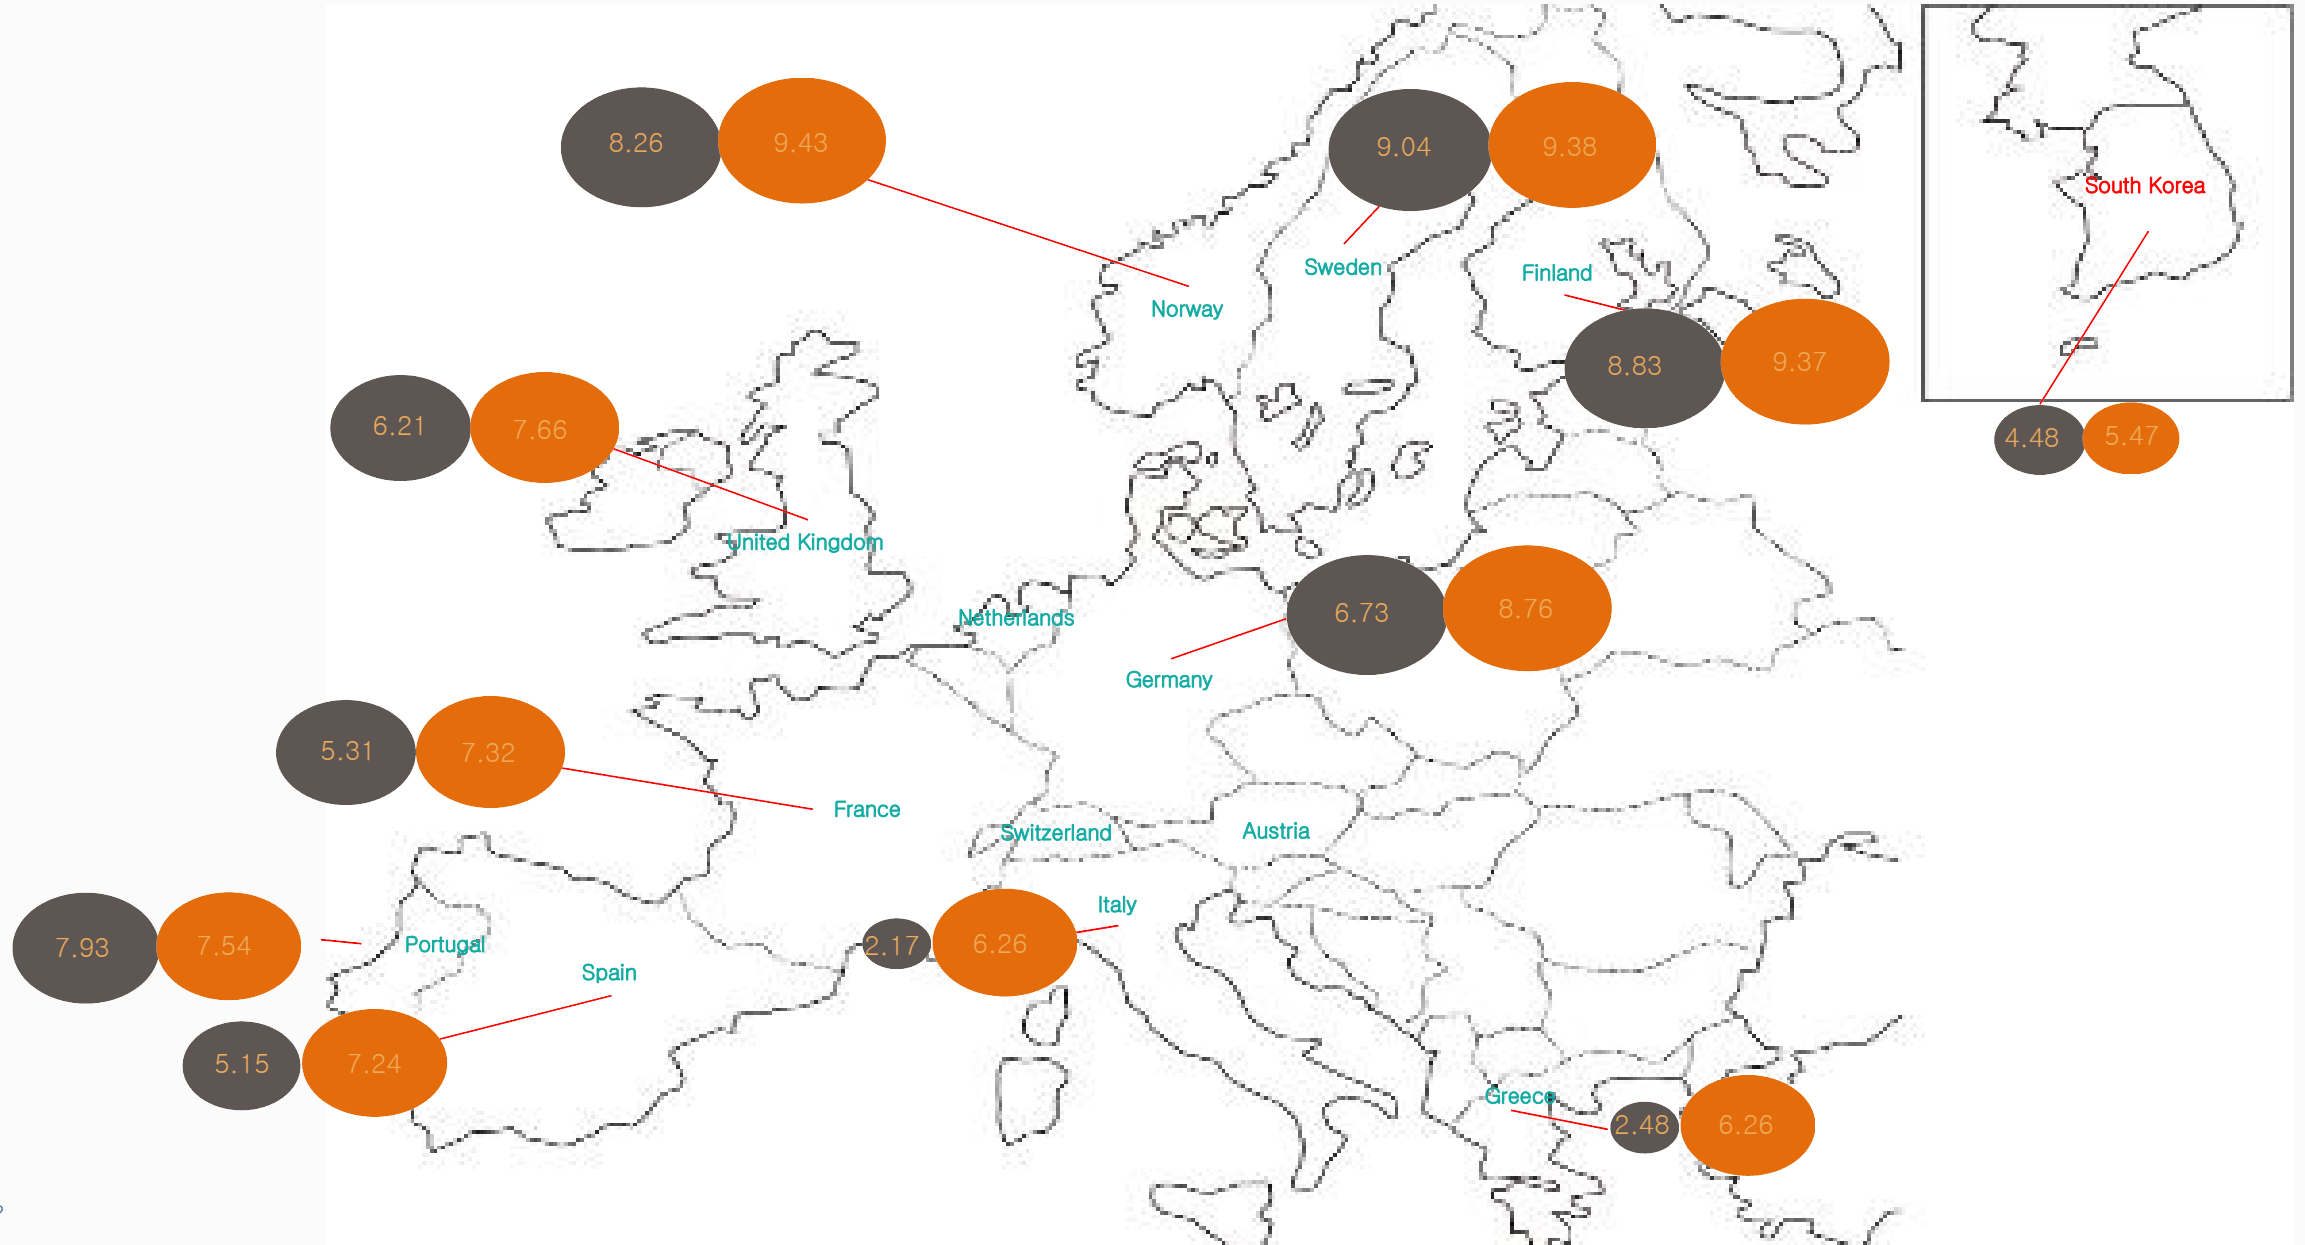 8.26 9.43
9.04 9.38
South Korea
Sweden
Finland
Norway
8.83 9.37
6.21 7.66
4.48 5.47
United Kingdom
6.73 8.76
Netherlands
Germany
5.31 7.32
France
Switzerland
Austria
Italy
7.93 7.54
Portugal
2.17 6.26
Spain
5.15 7.24
Greece
2.48 6.26